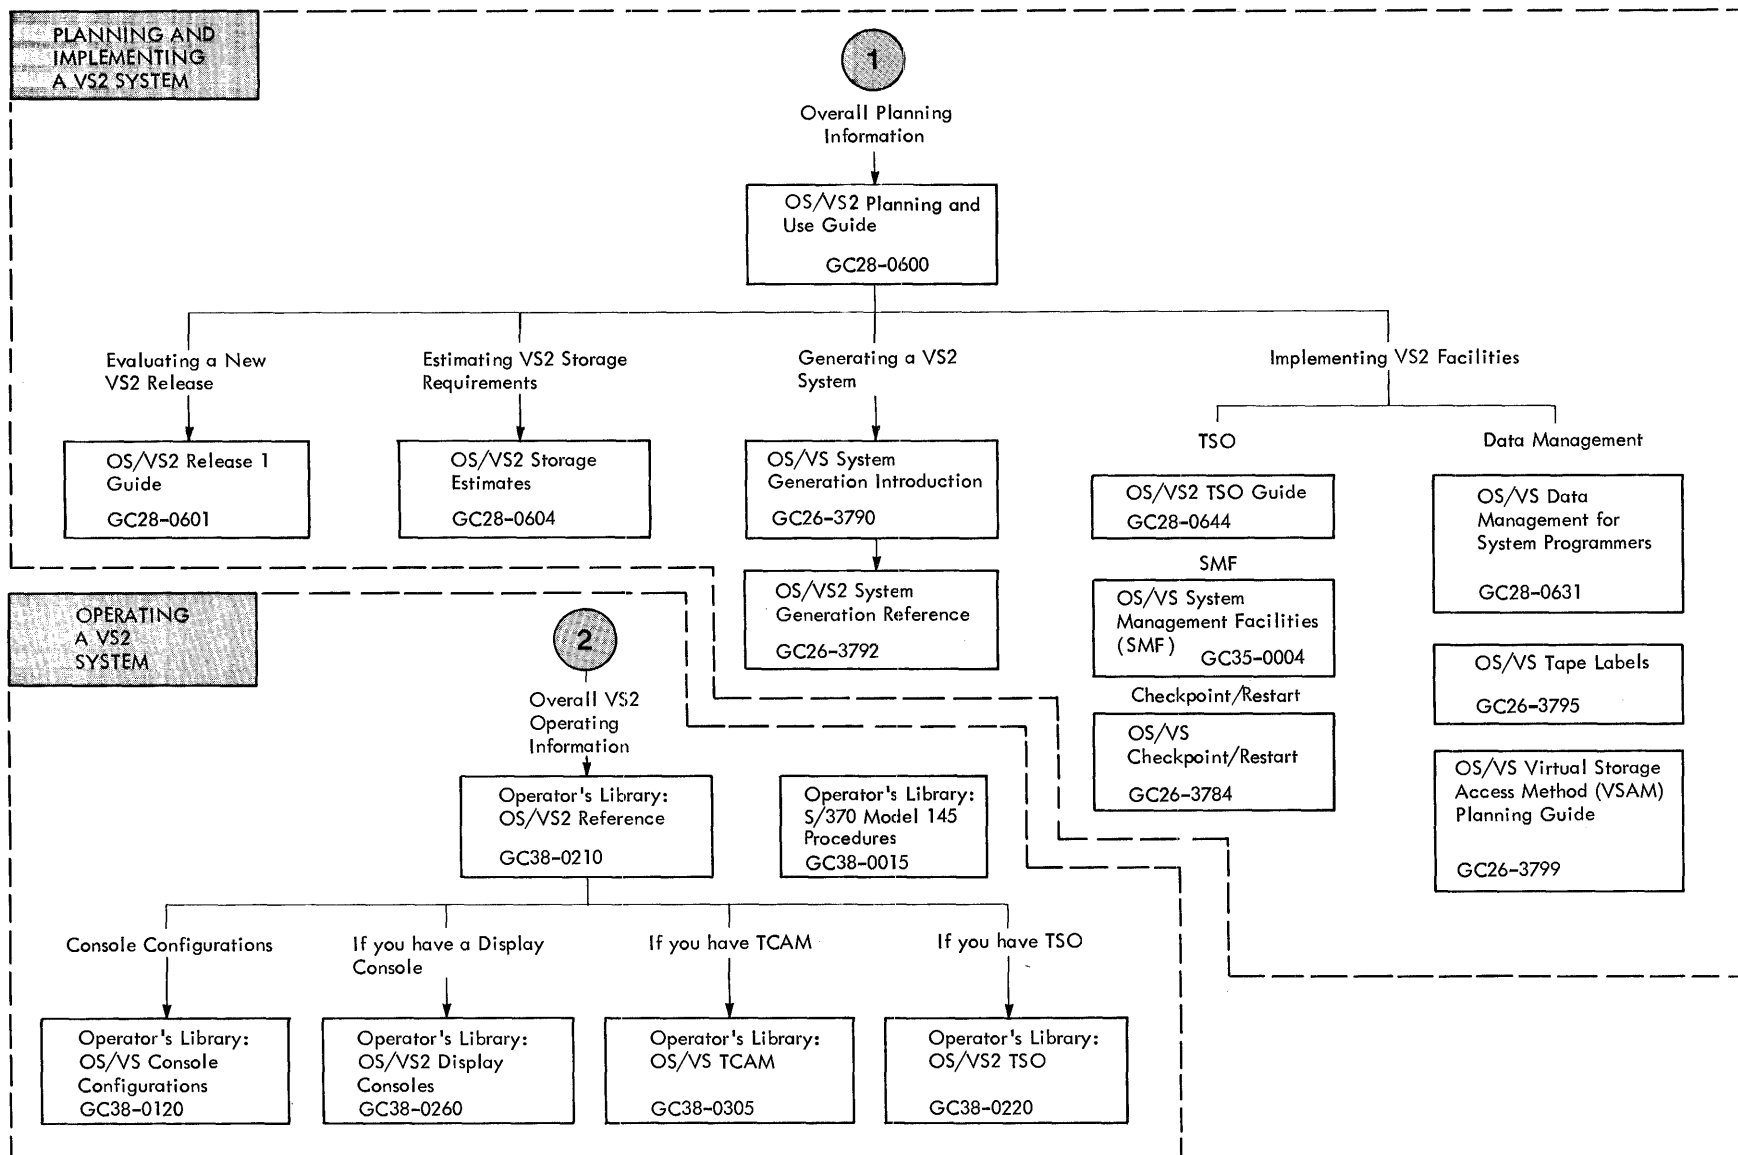 PLANNING AND
IMPLEMENTING
A VS2 SYSTEM
1
Overall Planning
Information
OS/VS2 Planning and
Use Guide
GC28-0600
Evaluating a New
VS2 Release
OS/VS2 Release 1
Guide
GC28-0601
Estimating VS2 Storage
Requirements
OS/VS2 Storage
Estimates
GC28-0604
Generating a VS2
System
OS/VS System
Generation Introduction
GC26-3790
OS/VS2 System
Generation Reference
GC26-3792
Implementing VS2 Facilities
TSO
OS/VS2 TSO Guide
GC28-0644
SMF
OS/VS System
Management Facilities
(SMF) GC35-0004
Checkpoint/Restart
OS/VS
Checkpoint/Restart
GC26-3784
Data Management
OS/VS Data
Management for
System Programmers
GC28-0631
OS/VS Tape Labels
GC26-3795
OS/VS Virtual Storage
Access Method (VSAM)
Planning Guide
GC26-3799
OPERATING
A VS2
SYSTEM
2
Overall VS2
Operating
Information
Operator's Library:
OS/VS2 Reference
GC38-0210
Operator's Library:
S/370 Model 145
Procedures
GC38-0015
Console Configurations
Operator's Library:
OS/VS Console
Configurations
GC38-0120
If you have a Display
Console
Operator's Library:
OS/VS2 Display
Consoles
GC38-0260
If you have TCAM
Operator's Library:
OS/VS TCAM
GC38-0305
If you have TSO
Operator's Library:
OS/VS2 TSO
GC38-0220